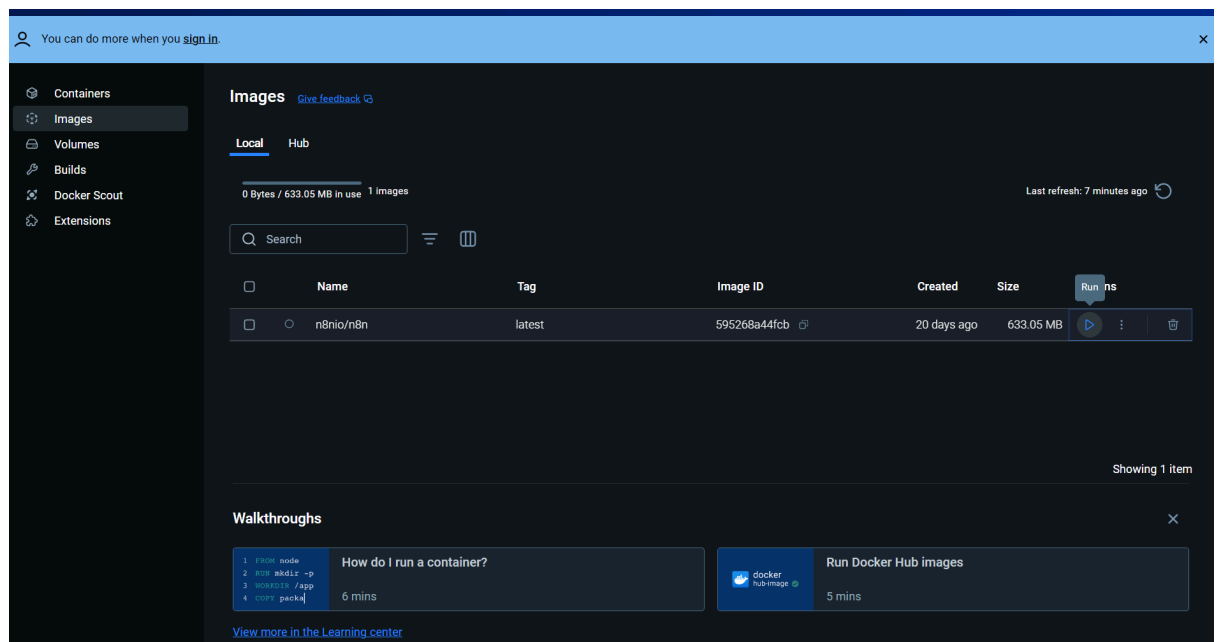 You can do more when you sign in.
Containers
Images
Volumes
Builds
Docker Scout
Extensions
Images Give feedback
Local Hub
0 Bytes / 633.05 MB in use 1 images
Last refresh: 7 minutes ago
Search
Name Tag Image ID Created Size ns
Run
n8nio/n8n latest 595268a44fcb 20 days ago 633.05 MB
Showing 1 item
Walkthroughs
1 FROM node
2 RUN mkdir -p
3 WORKDIR /app
4 COPY packa
How do I run a container?
6 mins
docker
hub-image
Run Docker Hub images
5 mins
View more in the Learning center